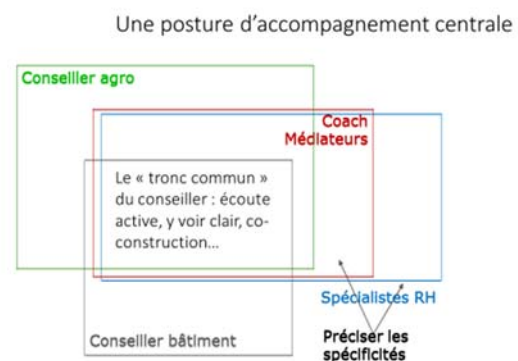 Une posture d'accompagnement centrale
Conseiller agro
Coach
Médiateurs
Le « tronc commun »
du conseiller : écoute
active, y voir clair, co-
construction…
Spécialistes RH
Conseiller bâtiment
Préciser les
spécificités